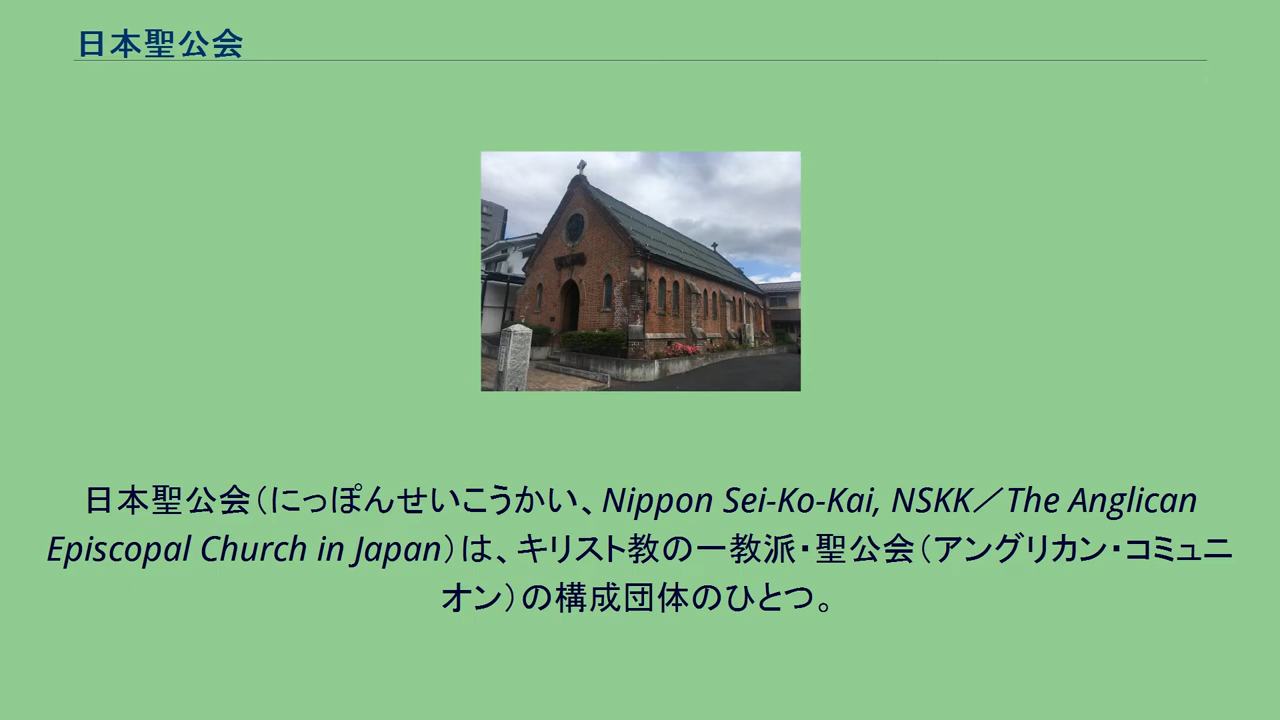 日本聖公会
日本聖公会（にっぽんせいこうかい、Nippon Sei-Ko-Kai, NSKK／The Anglican
Episcopal Church in Japan）は、キリスト教の一教派・聖公会（アングリカン・コミュニ
オン）の構成団体のひとつ。